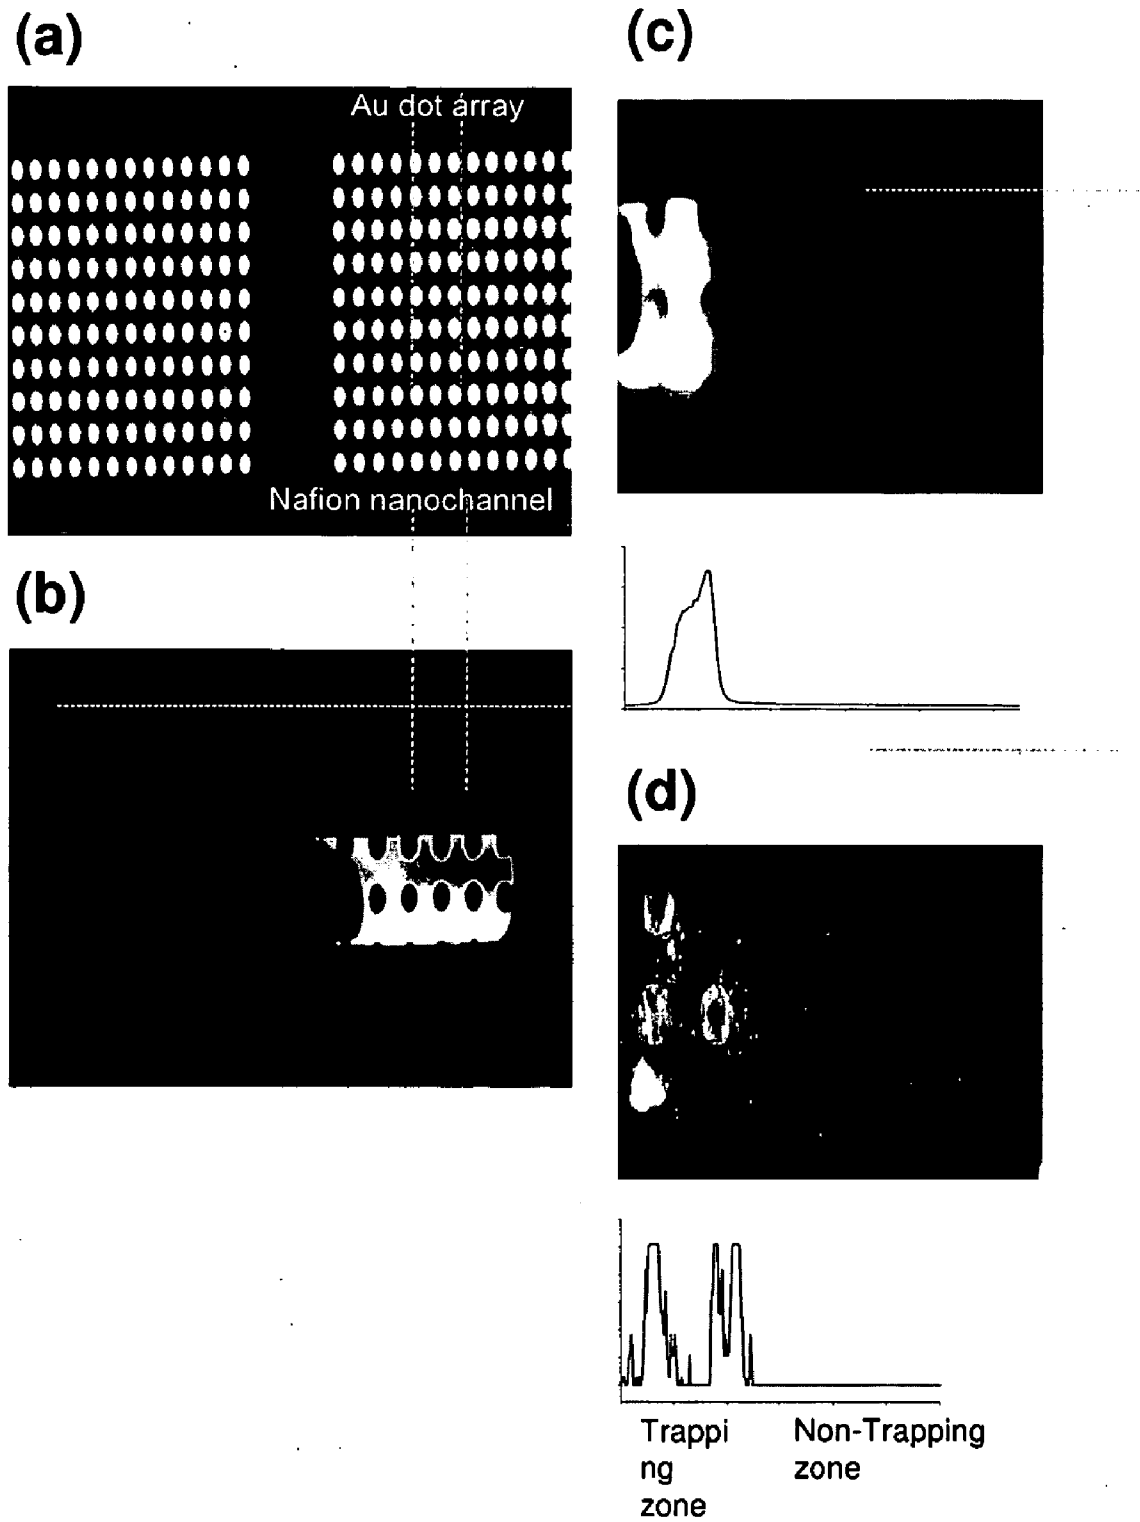 (a)
Au dot array
Nafion nanochannel
(b)
(c)
(d)
Trappi
ng
zone
Non-Trapping
zone